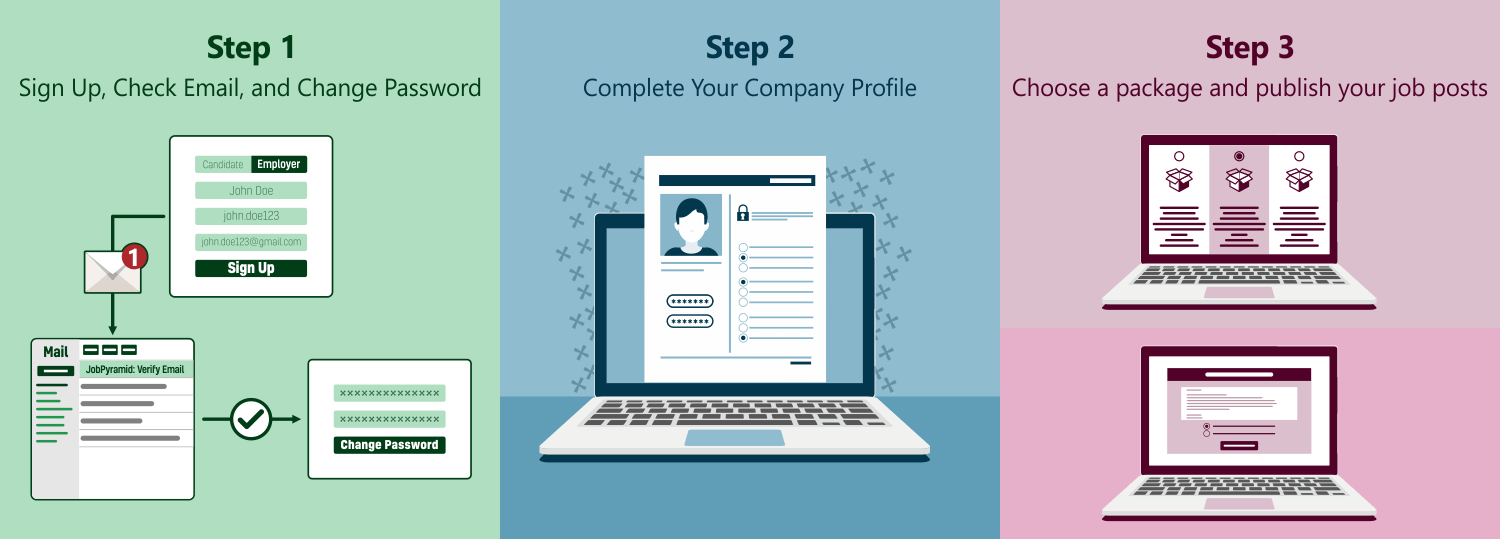 Step 1
Sign Up, Check Email, and Change Password
Candidate Employer
John Doe
john.doe123
john.doe123@gmail.com
Sign Up
1
Mail
JobPyramid: Verify Email
××××××××××××××
××××××××××××××
Change Password
Step 2
Complete Your Company Profile
*******
*******
Step 3
Choose a package and publish your job posts